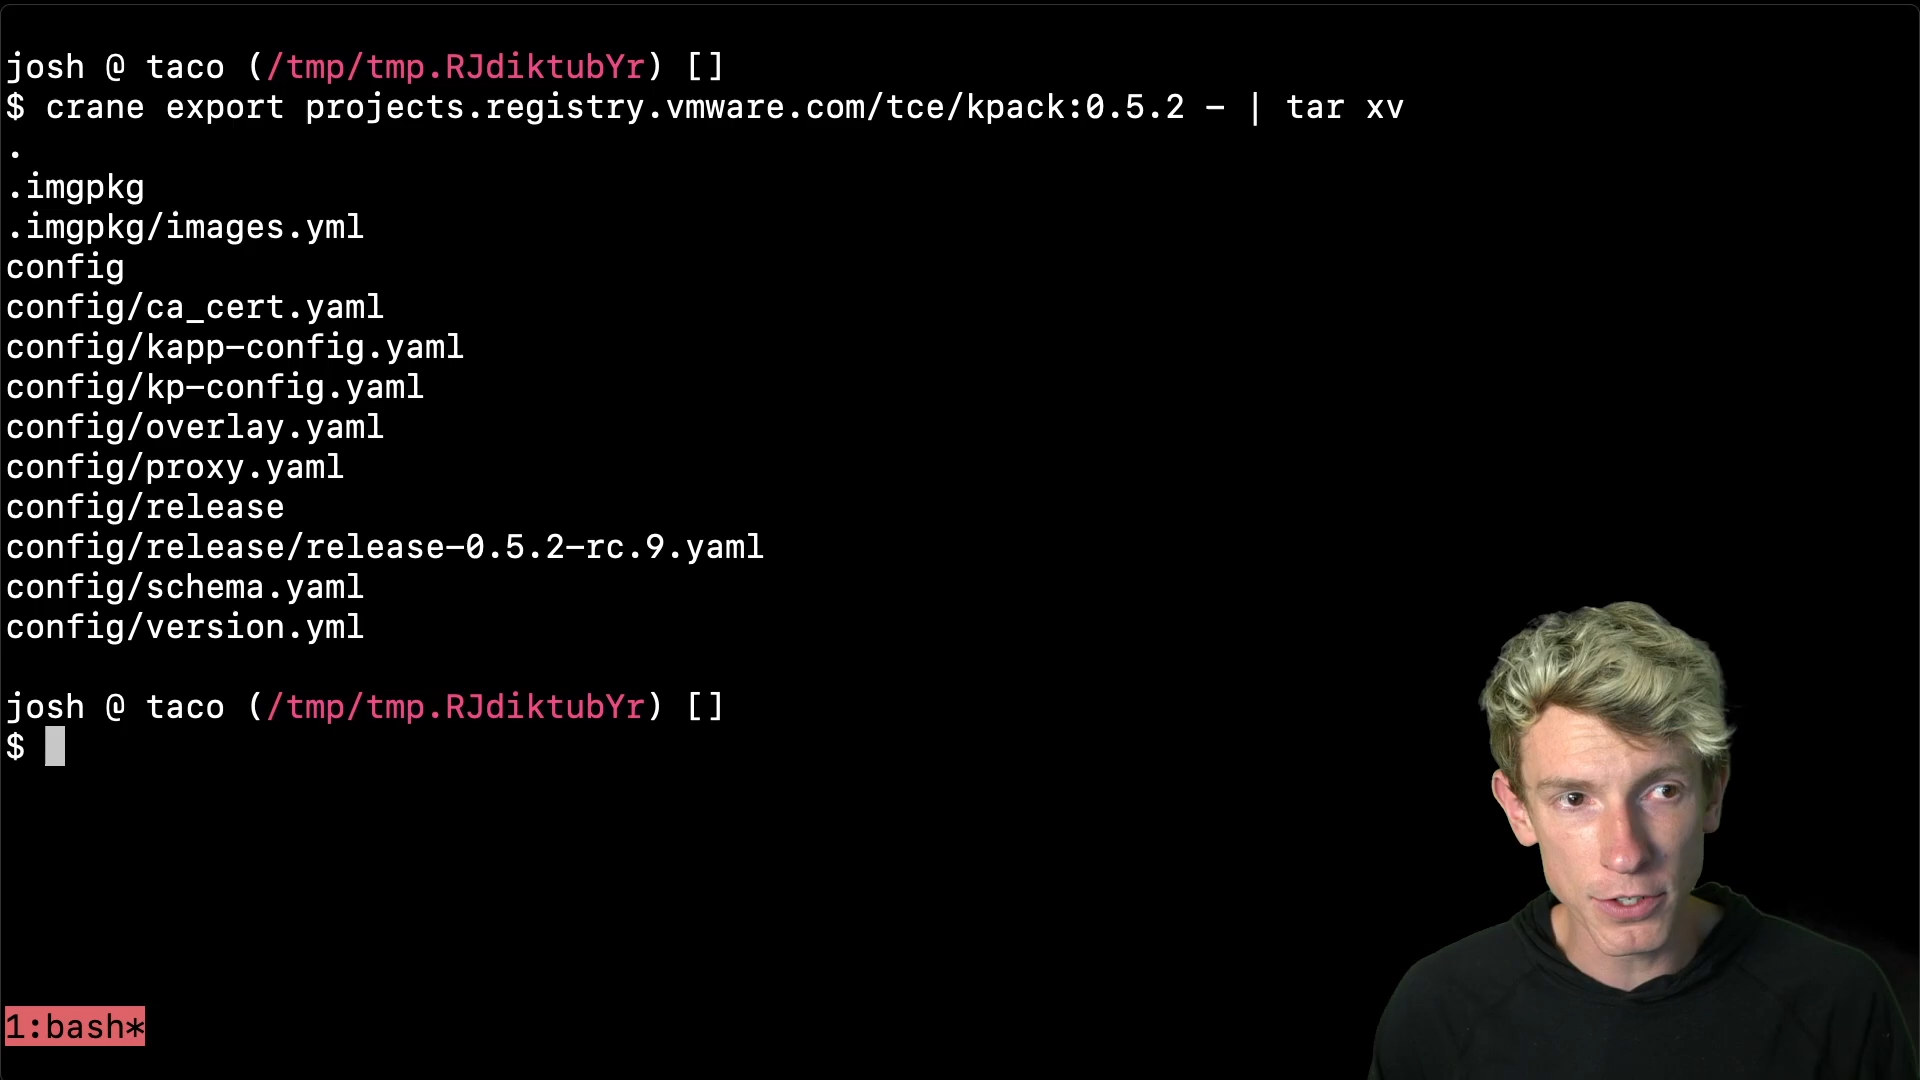 josh @ taco (/tmp/tmp.RJdiktubYr) []
$ crane export projects.registry.vmware.com/tce/kpack:0.5.2 - | tar xv
.
.imgpkg
.imgpkg/images.yml
config
config/ca_cert.yaml
config/kapp-config.yaml
config/kp-config.yaml
config/overlay.yaml
config/proxy.yaml
config/release
config/release/release-0.5.2-rc.9.yaml
config/schema.yaml
config/version.yml
josh @ taco (/tmp/tmp.RJdiktubYr) []
$
1:bash*